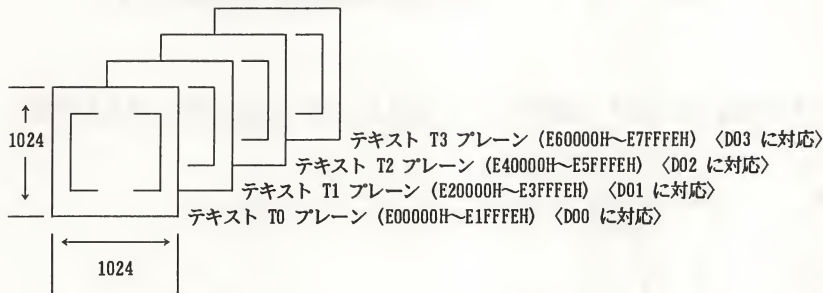 1024
テキスト T3 プレーン (E60000H～E7FFFEH) 〈D03 に対応〉
テキスト T2 プレーン (E40000H～E5FFFEH) 〈D02 に対応〉
テキスト T1 プレーン (E20000H～E3FFFEH) 〈D01 に対応〉
テキスト T0 プレーン (E00000H～E1FFFEH) 〈D00 に対応〉
1024